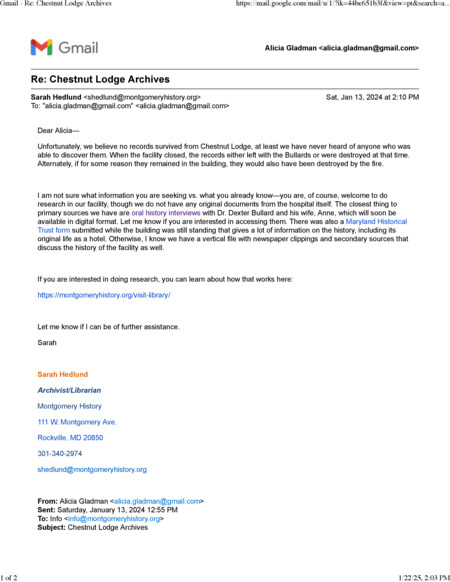 Gmail - Re: Chestnut Lodge Archives
https://mail.google.com/mail/u/1/?ik=44be651b3f&view=pt&search=a...
Gmail
Alicia Gladman <alicia.gladman@gmail.com>
Re: Chestnut Lodge Archives
Sarah Hedlund <shedlund@montgomeryhistory.org>
Sat, Jan 13, 2024 at 2:10 PM
To: "alicia.gladman@gmail.com" <alicia.gladman@gmail.com>
Dear Alicia—
Unfortunately, we believe no records survived from Chestnut Lodge, at least we have never heard of anyone who was
able to discover them. When the facility closed, the records either left with the Bullards or were destroyed at that time.
Alternately, if for some reason they remained in the building, they would also have been destroyed by the fire.
I am not sure what information you are seeking vs. what you already know—you are, of course, welcome to do
research in our facility, though we do not have any original documents from the hospital itself. The closest thing to
primary sources we have are oral history interviews with Dr. Dexter Bullard and his wife, Anne, which will soon be
available in digital format. Let me know if you are interested in accessing them. There was also a Maryland Historical
Trust form submitted while the building was still standing that gives a lot of information on the history, including its
original life as a hotel. Otherwise, I know we have a vertical file with newspaper clippings and secondary sources that
discuss the history of the facility as well.
If you are interested in doing research, you can learn about how that works here:
https://montgomeryhistory.org/visit-library/
Let me know if I can be of further assistance.
Sarah
Sarah Hedlund
Archivist/Librarian
Montgomery History
111 W. Montgomery Ave.
Rockville, MD 20850
301-340-2974
shedlund@montgomeryhistory.org
From: Alicia Gladman <alicia.gladman@gmail.com>
Sent: Saturday, January 13, 2024 12:55 PM
To: Info <info@montgomeryhistory.org>
Subject: Chestnut Lodge Archives
1 of 2
1/22/25, 2:03 PM